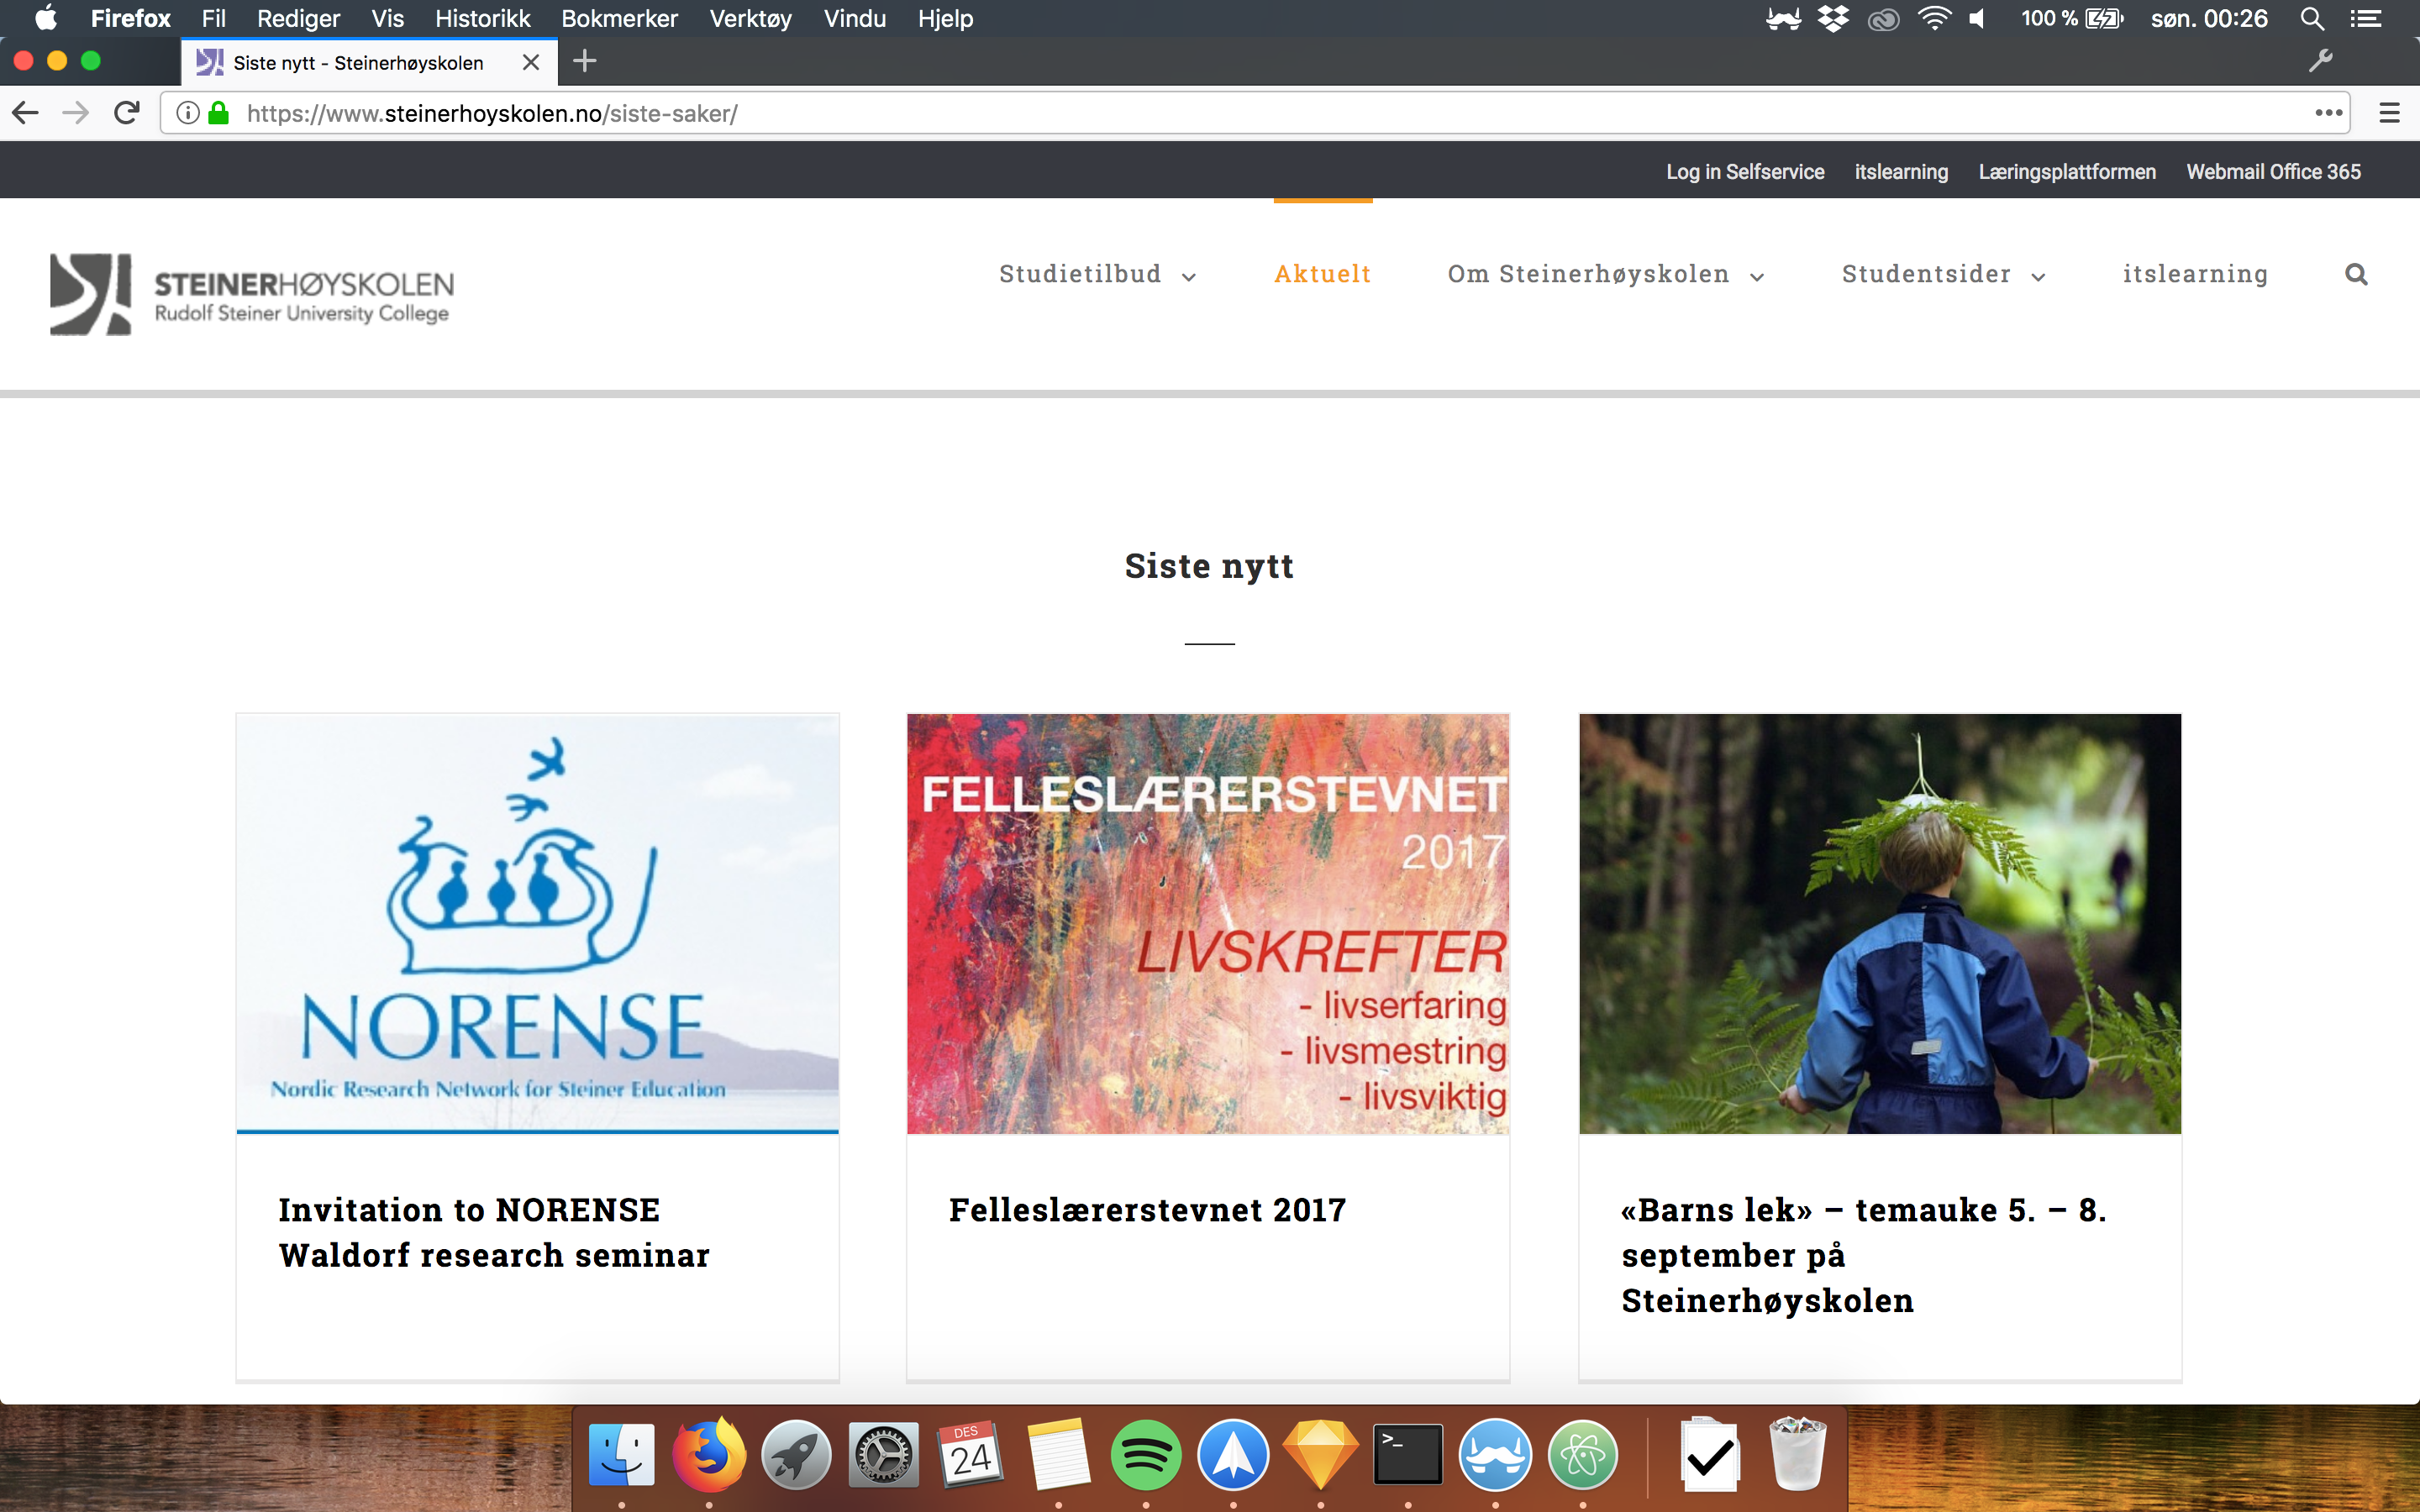 Firefox Fil Rediger Vis Historikk Bokmerker Verktøy Vindu Hjelp 100 % søn. 00:26
Siste nytt - Steinerhøyskolen
https://www.steinerhoyskolen.no/siste-saker/
Log in Selfservice itslearning Læringsplattformen Webmail Office 365
STEINERHØYSKOLEN
Rudolf Steiner University College
Studietilbud Aktuelt Om Steinerhøyskolen Studentsider itslearning
Siste nytt
NORENSE
Nordic Research Network for Steiner Education
Invitation to NORENSE
Waldorf research seminar
FELLESLÆRERSTEVNET
2017
LIVSKREFTER
- livserfaring
- livsmestring
- livsviktig
Felleslærerstevnet 2017
«Barns lek» – temauke 5. – 8.
september på
Steinerhøyskolen
DES
24
>_